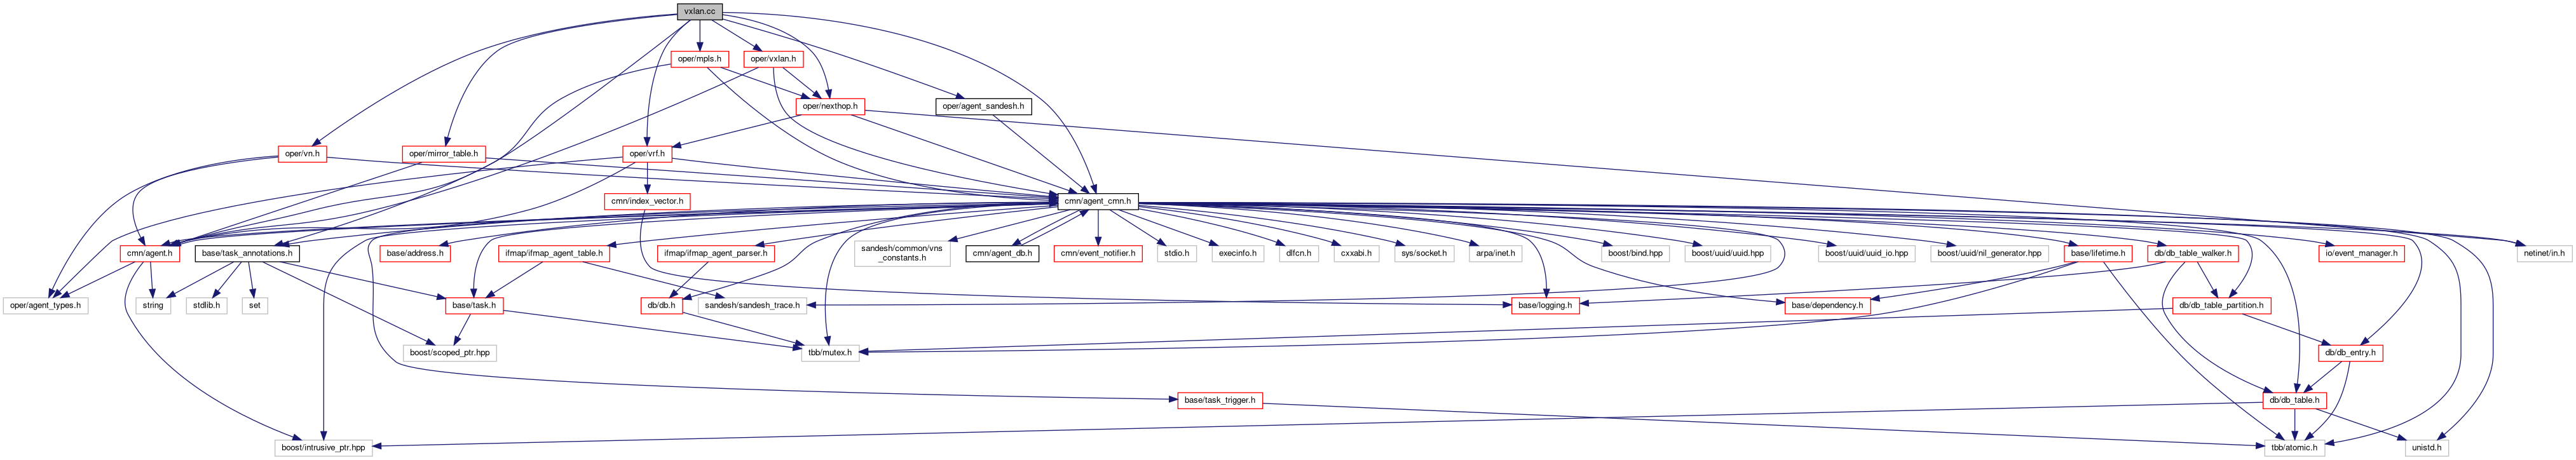 vxlan.cc
oper/mpls.h
oper/vxlan.h
oper/nexthop.h
oper/agent_sandesh.h
oper/vn.h
oper/mirror_table.h
oper/vrf.h
cmn/index_vector.h
cmn/agent_cmn.h
cmn/agent.h
base/task_annotations.h
base/address.h
ifmap/ifmap_agent_table.h
ifmap/ifmap_agent_parser.h
sandesh/common/vns
_constants.h
cmn/agent_db.h
cmn/event_notifier.h
stdio.h
execinfo.h
dlfcn.h
cxxabi.h
sys/socket.h
arpa/inet.h
boost/bind.hpp
boost/uuid/uuid.hpp
boost/uuid/uuid_io.hpp
boost/uuid/nil_generator.hpp
base/lifetime.h
db/db_table_walker.h
io/event_manager.h
netinet/in.h
oper/agent_types.h
string
stdlib.h
set
base/task.h
db/db.h
sandesh/sandesh_trace.h
base/logging.h
base/dependency.h
db/db_table_partition.h
boost/scoped_ptr.hpp
tbb/mutex.h
db/db_entry.h
base/task_trigger.h
db/db_table.h
boost/intrusive_ptr.hpp
tbb/atomic.h
unistd.h